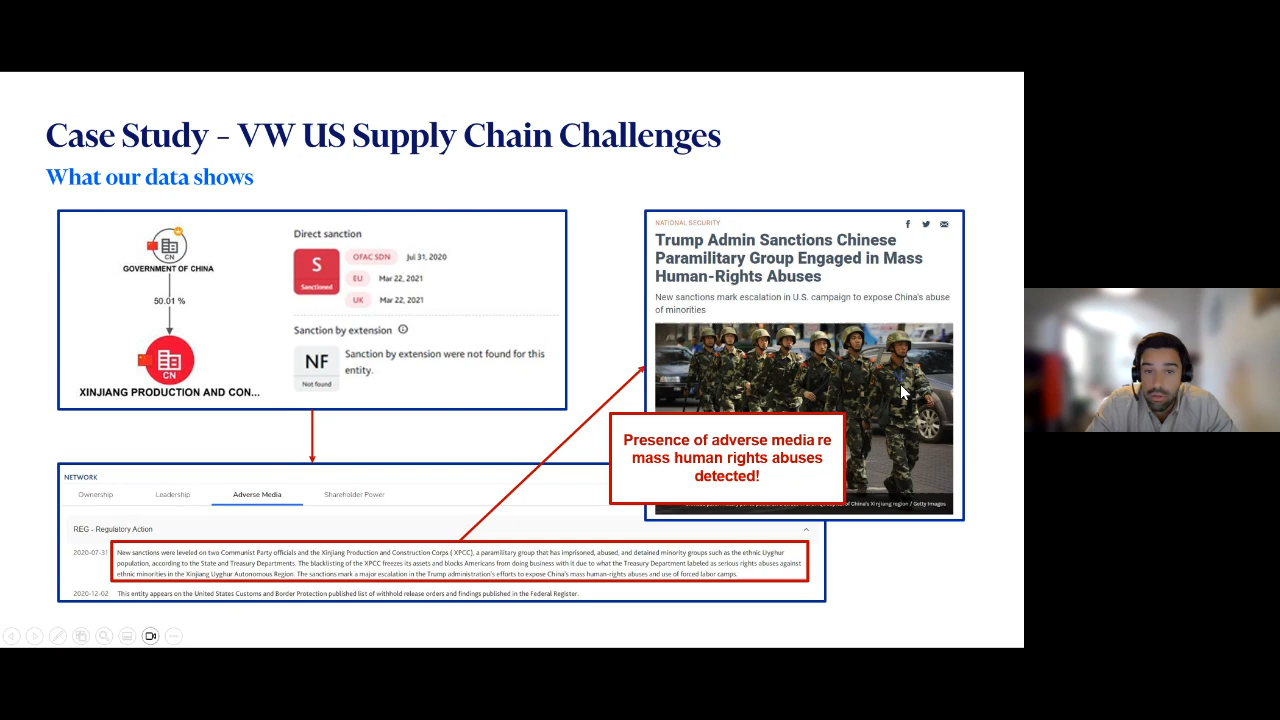 Case Study – VW US Supply Chain Challenges
What our data shows
CN
GOVERNMENT OF CHINA
50.01 %
CN
XINJIANG PRODUCTION AND CON...
Direct sanction
S
Sanctioned
OFAC SDN Jul 31, 2020
EU Mar 22, 2021
UK Mar 22, 2021
Sanction by extension
NF
Not found
Sanction by extension were not found for this
entity.
NATIONAL SECURITY
Trump Admin Sanctions Chinese
Paramilitary Group Engaged in Mass
Human-Rights Abuses
New sanctions mark escalation in U.S. campaign to expose China's abuse
of minorities
of China's Xinjiang region / Getty Images.
Presence of adverse media re
mass human rights abuses
detected!
NETWORK
Ownership Leadership Adverse Media Shareholder Power
REG - Regulatory Action
2020-07-31 New sanctions were leveled on two Communist Party officials and the Xinjiang Production and Construction Corps ( XPCC), a paramilitary group that has imprisoned, abused, and detained minority groups such as the ethnic Uyghur
population, according to the State and Treasury Departments. The blacklisting of the XPCC freezes its assets and blocks Americans from doing business with it due to what the Treasury Department labeled as serious rights abuses against
ethnic minorities in the Xinjiang Uyghur Autonomous Region. The sanctions mark a major escalation in the Trump administration's efforts to expose China's mass human-rights abuses and use of forced labor camps.
2020-12-02 This entity appears on the United States Customs and Border Protection published list of withhold release orders and findings published in the Federal Register.